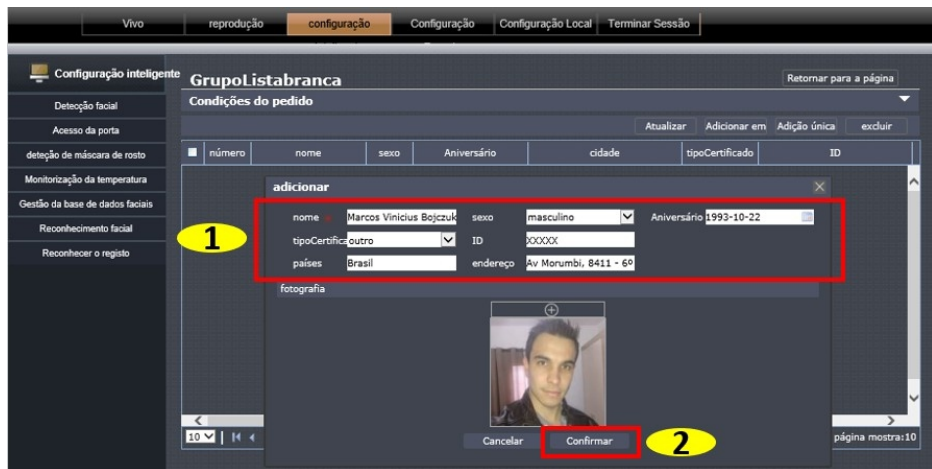 Vivo reprodução configuração Configuração Configuração Local Terminar Sessão
Configuração inteligente
Detecção facial
Acesso da porta
deteção de máscara de rosto
Monitorização da temperatura
Gestão da base de dados faciais
Reconhecimento facial
Reconhecer o registo
GrupoListabranca Retornar para a página
Condições do pedido
Atualizar Adicionar em Adição única excluir
número nome sexo Aniversário cidade tipoCertificado ID
adicionar
1
nome Marcos Vinicius Bojczuk sexo masculino Aniversário 1993-10-22
tipoCertifica outro ID XXXXX
países Brasil endereço Av Morumbi, 8411 - 6º
fotografia
Cancelar Confirmar
2
10 página mostra:10